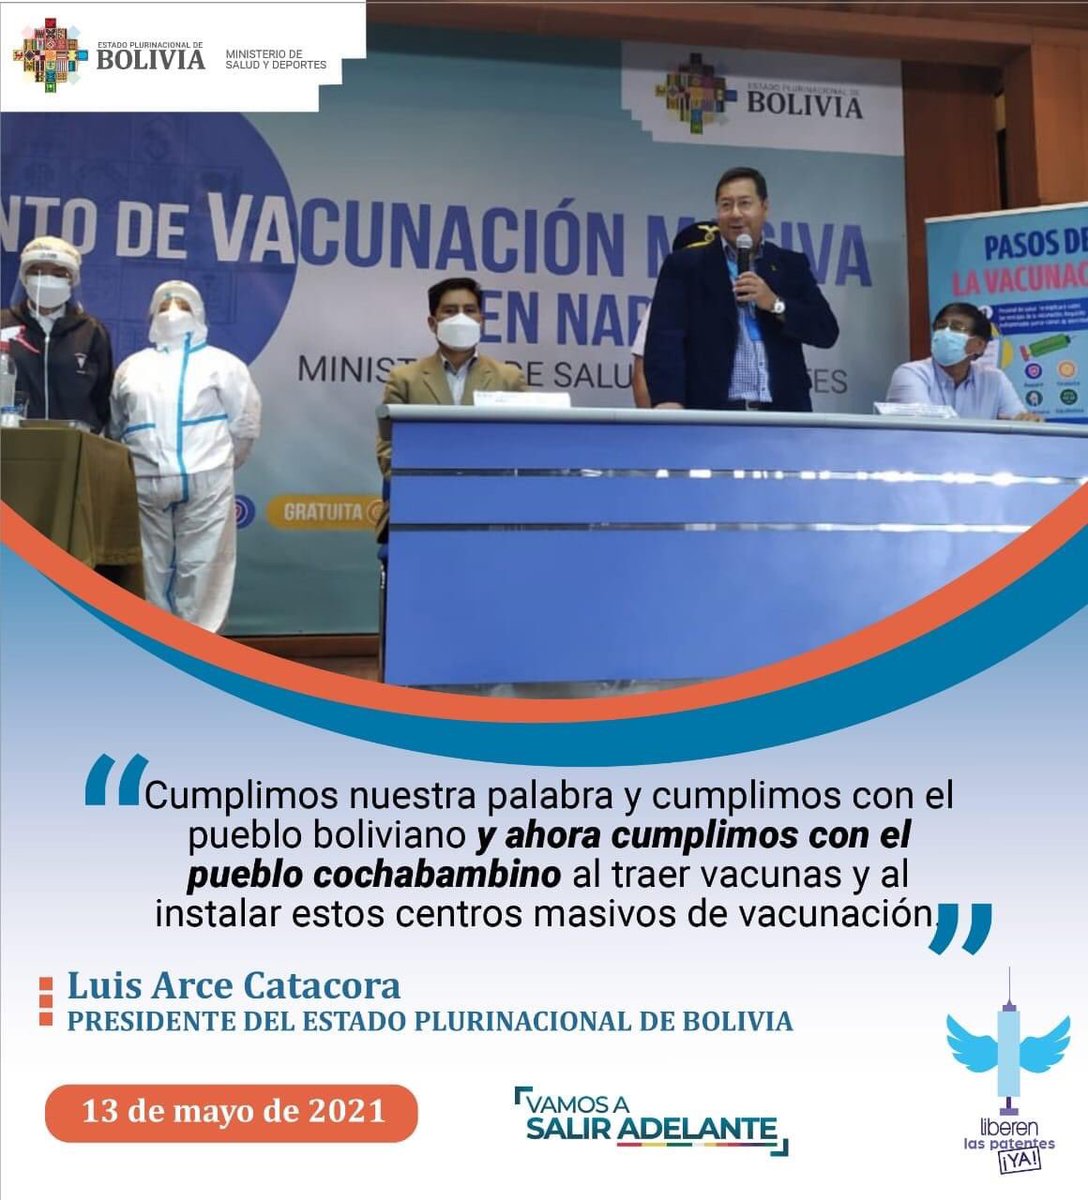 ESTADO PLURINACIONAL DE
BOLIVIA
MINISTERIO DE
SALUD Y DEPORTES
ESTADO PLURINACIONAL DE
BOLIVIA
NTO DE VACUNACIÓN M SIVA
EN NAP
MINIS E SALU ES
GRATUITA
PASOS DE
LA VACUNAC
“Cumplimos nuestra palabra y cumplimos con el
pueblo boliviano y ahora cumplimos con el
pueblo cochabambino al traer vacunas y al
instalar estos centros masivos de vacunación.”
Luis Arce Catacora
PRESIDENTE DEL ESTADO PLURINACIONAL DE BOLIVIA
13 de mayo de 2021
VAMOS A
SALIR ADELANTE
liberen
las patentes
¡YA!